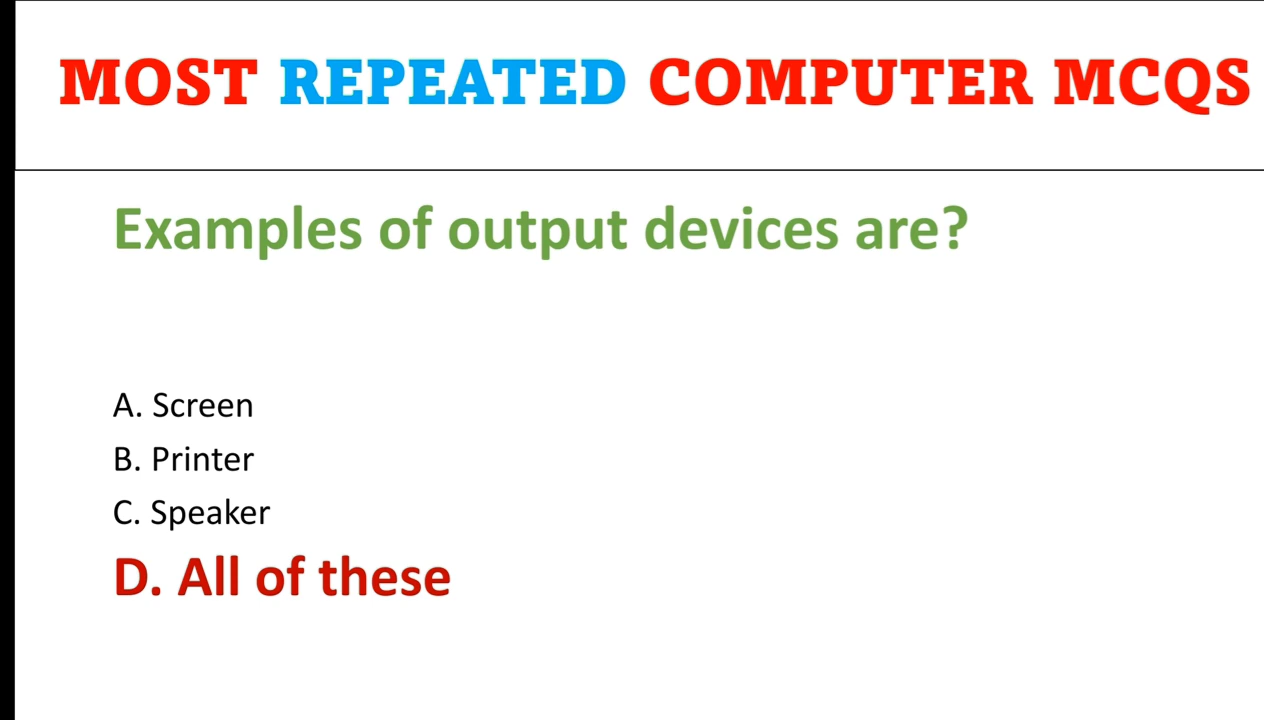 MOST REPEATED COMPUTER MCQS
Examples of output devices are?
A. Screen
B. Printer
C. Speaker
D. All of these